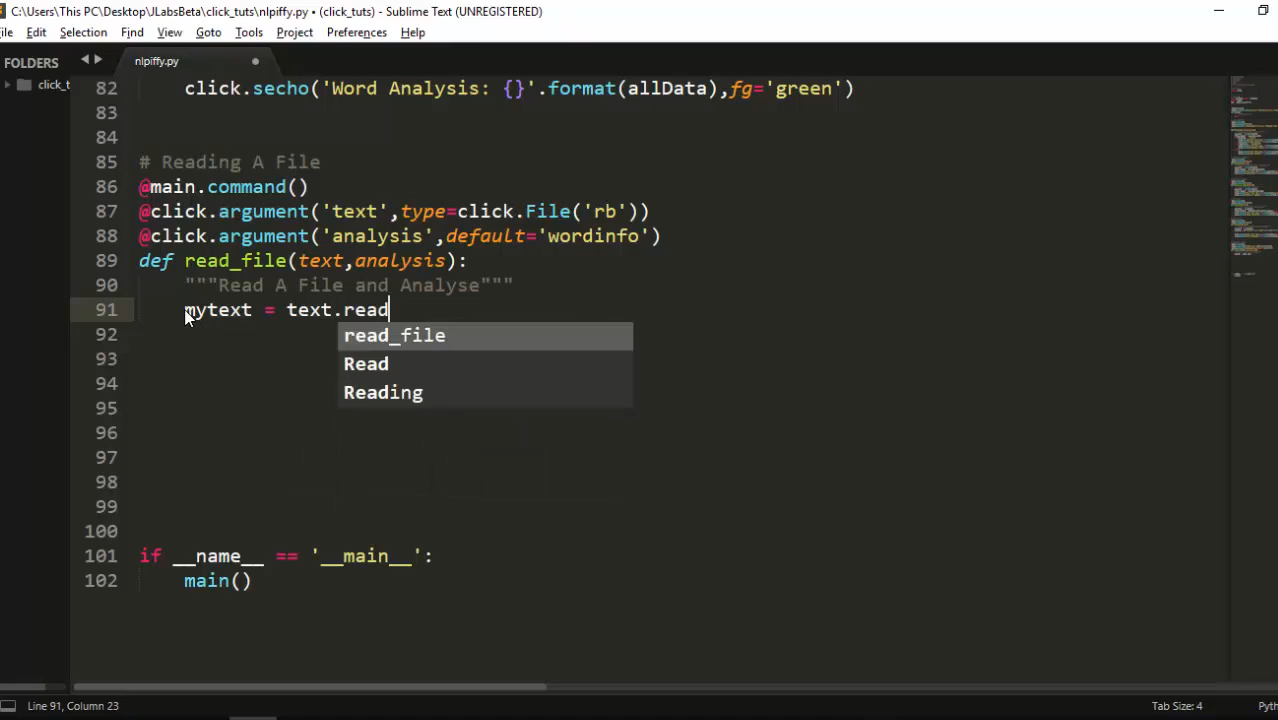 C:\Users\This PC\Desktop\JLabsBeta\click_tuts\nlpiffy.py • (click_tuts) - Sublime Text (UNREGISTERED)
ile Edit Selection Find View Goto Tools Project Preferences Help
FOLDERS
click_t
nlpiffy.py
82 click.secho('Word Analysis: {}'.format(allData),fg='green')
83
84
85 # Reading A File
86 @main.command()
87 @click.argument('text',type=click.File('rb'))
88 @click.argument('analysis',default='wordinfo')
89 def read_file(text,analysis):
90 """Read A File and Analyse"""
91 mytext = text.read
read_file
Read
Reading
92
93
94
95
96
97
98
99
100
101 if __name__ == '__main__':
102 main()
Line 91, Column 23
Tab Size: 4
Pyth